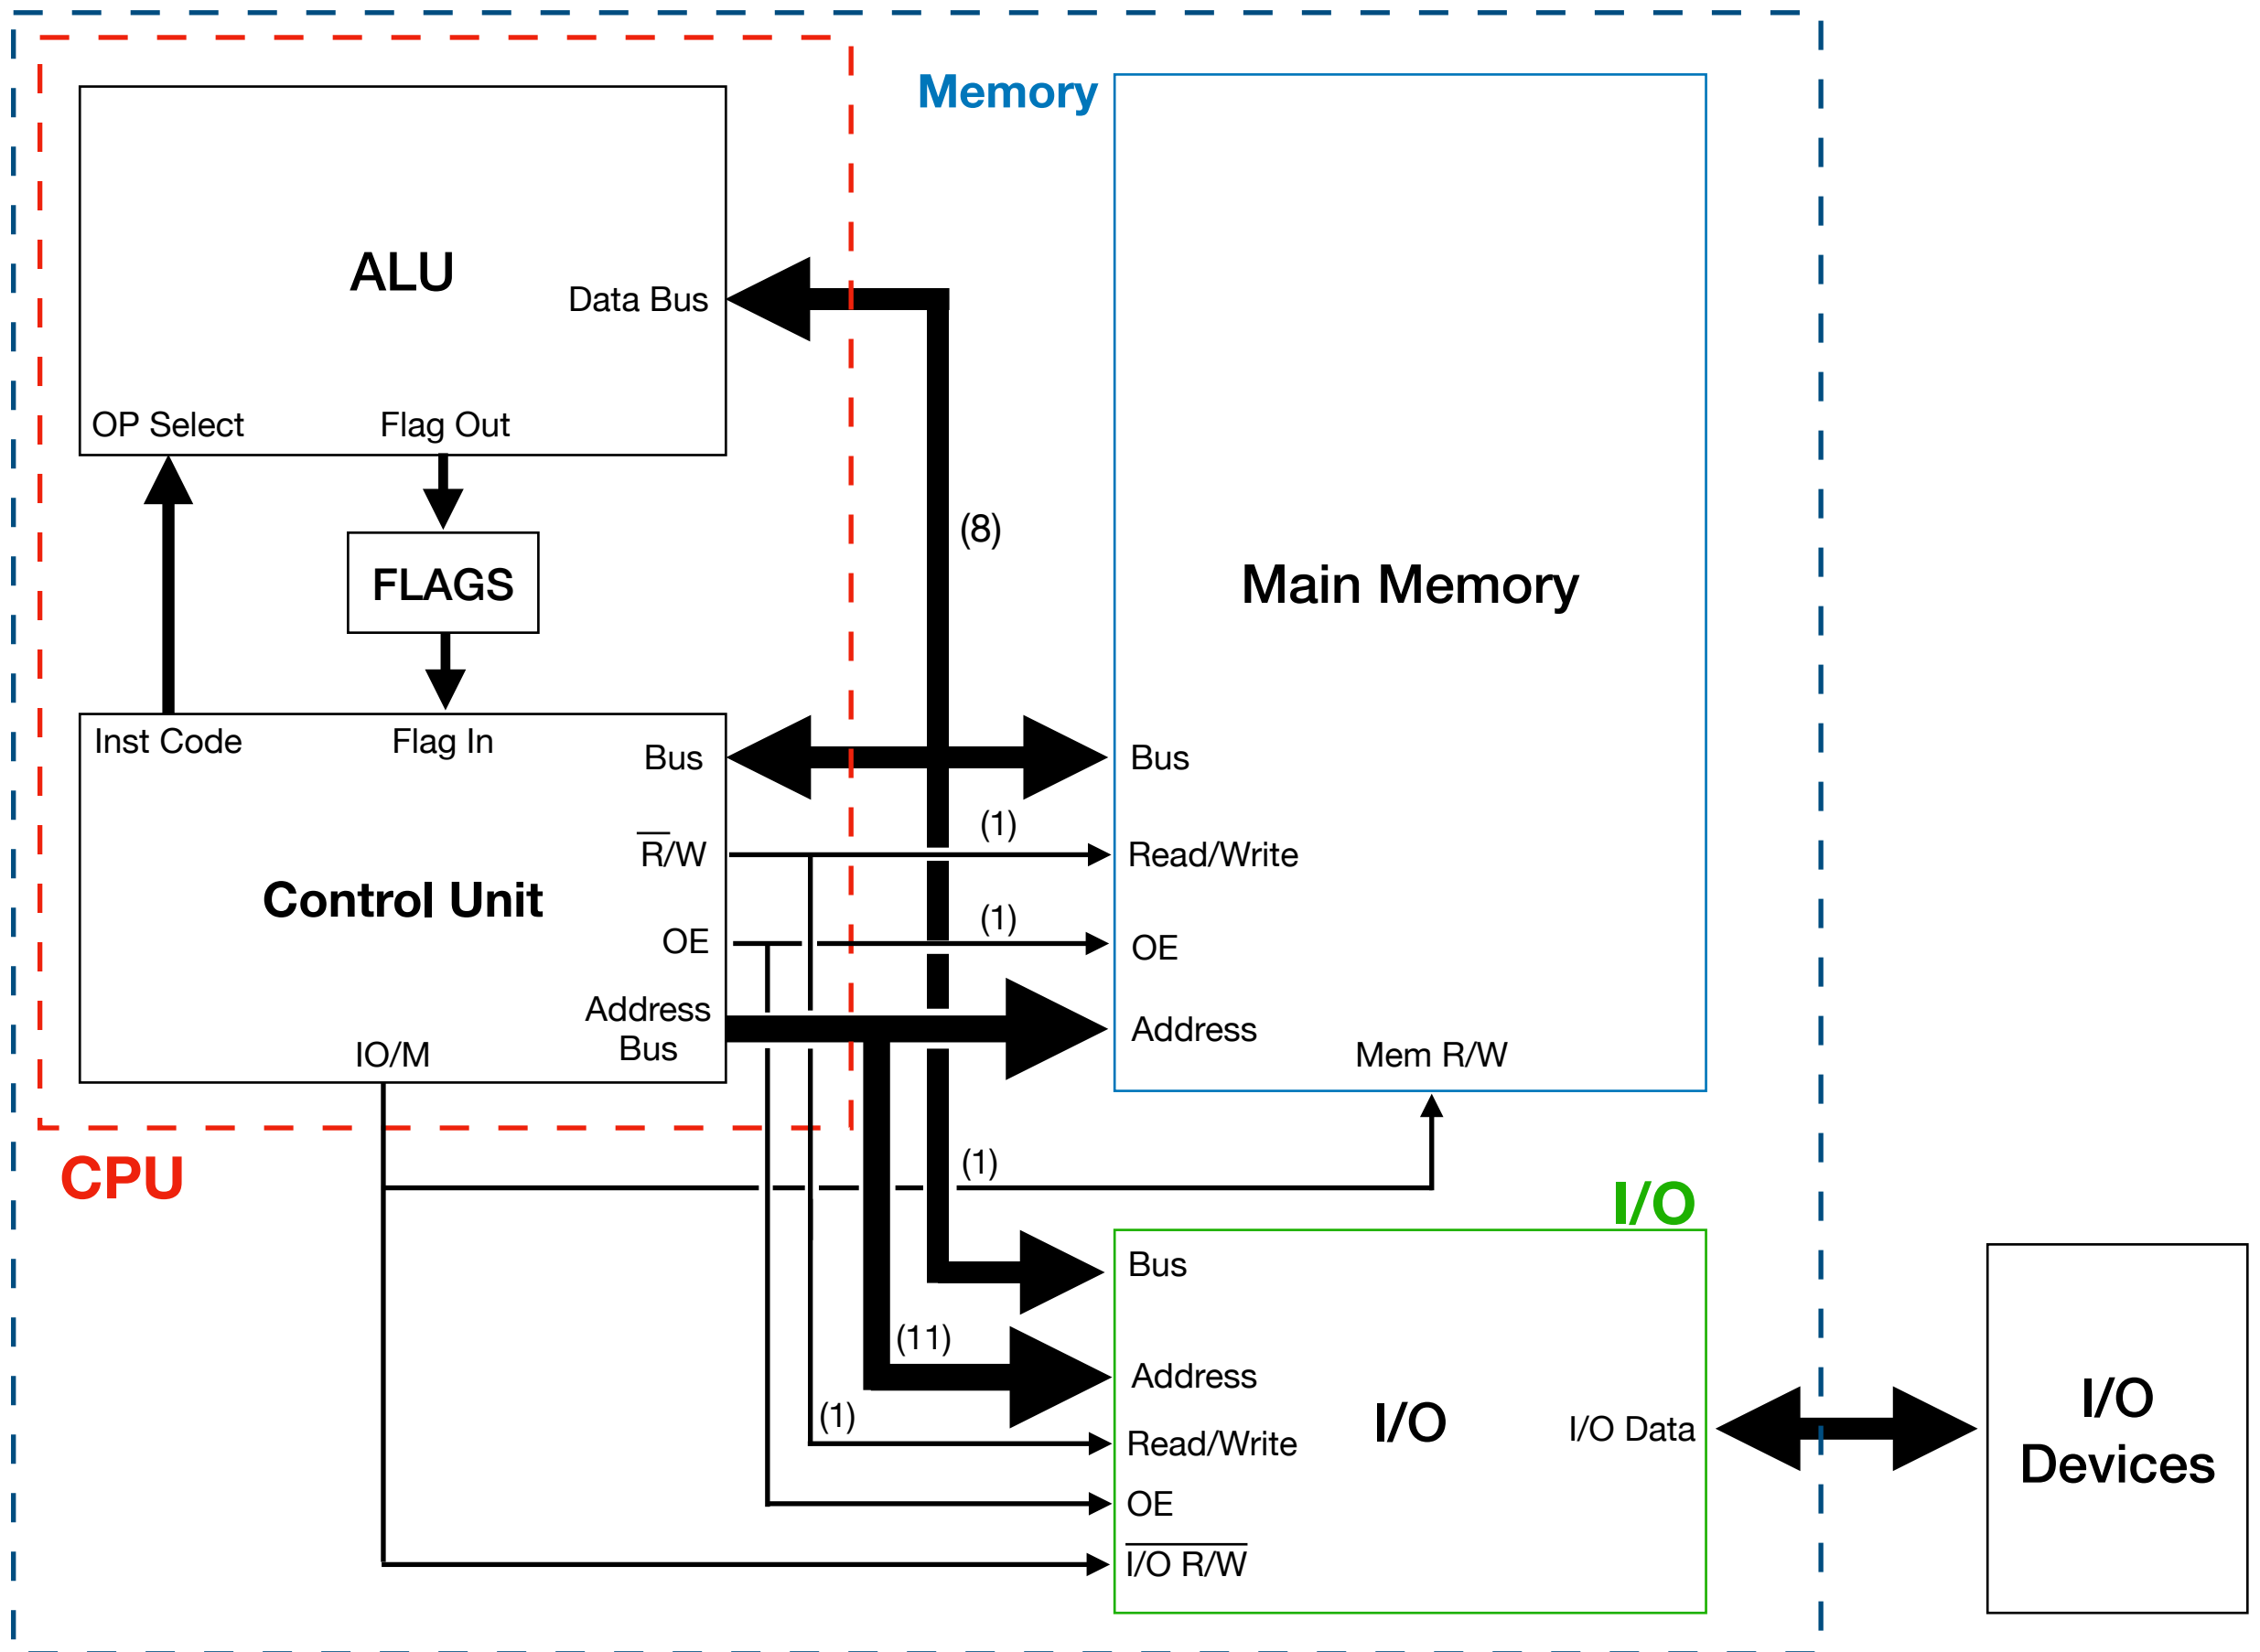 Memory
ALU
Data Bus
OP Select
Flag Out
FLAGS
(8)
Main Memory
Inst Code
Flag In
Bus
Bus
(1)
R̅/W
Read/Write
Control Unit
(1)
OE
OE
Address
Bus
Address
IO/M
Mem R/W
CPU
(1)
I/O
Bus
(11)
Address
(1)
Read/Write
I/O
I/O Data
I/O
Devices
OE
I/O R/W